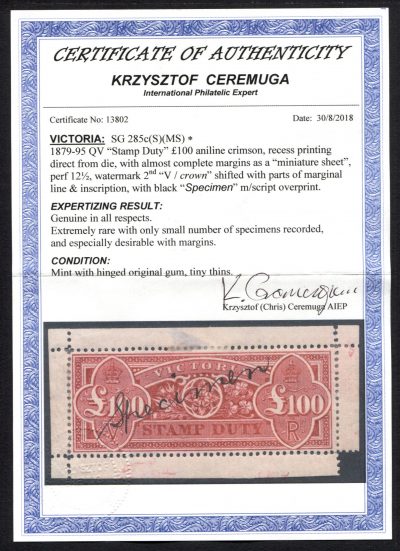 CERTIFICATE OF AUTHENTICITY
KRZYSZTOF CEREMUGA
International Philatelic Expert
Certificate No: 13802 Date: 30/8/2018
VICTORIA: SG 285c(S)(MS) *
1879-95 QV “Stamp Duty” £100 aniline crimson, recess printing
direct from die, with almost complete margins as a “miniature sheet”,
perf 12½, watermark 2nd “V / crown” shifted with parts of marginal
line & inscription, with black “Specimen” m/script overprint.
EXPERTIZING RESULT:
Genuine in all respects.
Extremely rare with only small number of specimens recorded,
and especially desirable with margins.
CONDITION:
Mint with hinged original gum, tiny thins.
K. Ceremuga
Krzysztof (Chris) Ceremuga AIEP
VICTORIA
£100 Specimen £100
V STAMP DUTY R